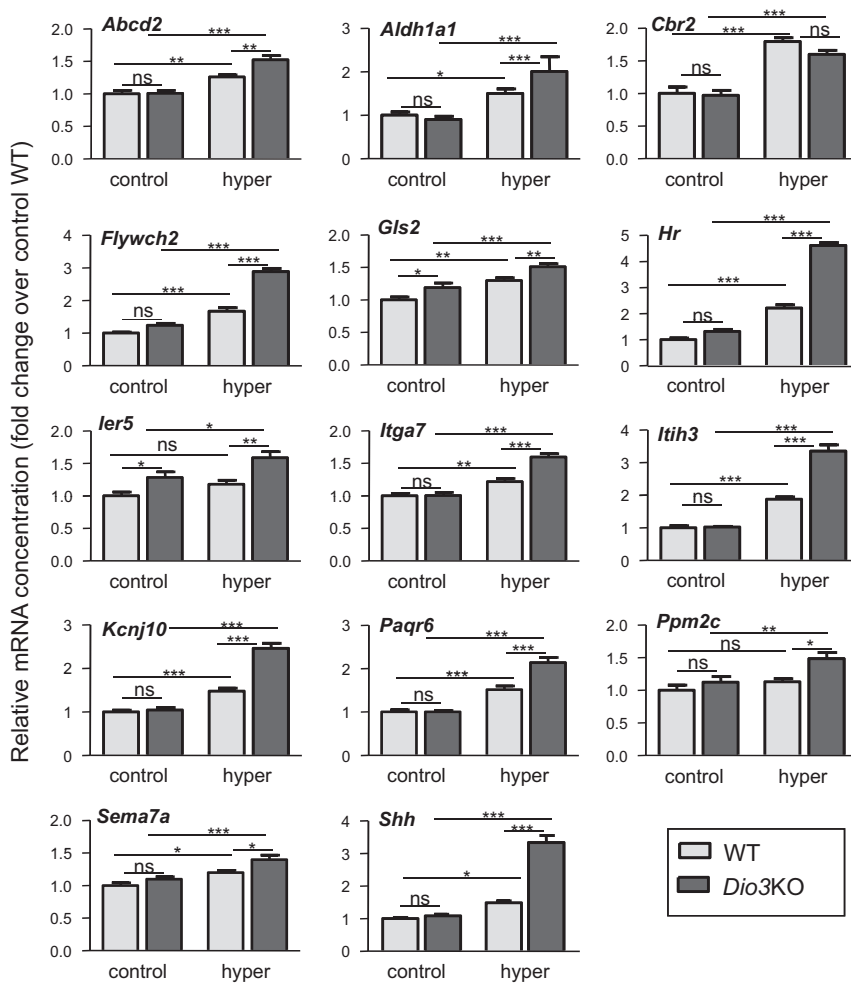 Relative mRNA concentration (fold change over control WT)
Abcd2
2.0
1.5
1.0
0.5
0.0
ns
**
***
**
control
hyper
Aldh1a1
3
2
1
0
ns
*
***
***
control
hyper
Cbr2
2.0
1.5
1.0
0.5
0.0
ns
***
***
ns
control
hyper
Flywch2
4
3
2
1
0
ns
***
***
***
control
hyper
Gls2
2.0
1.5
1.0
0.5
0.0
*
**
***
**
control
hyper
Hr
5
4
3
2
1
0
ns
***
***
***
control
hyper
Ier5
2.0
1.5
1.0
0.5
0.0
*
ns
*
**
control
hyper
Itga7
2.0
1.5
1.0
0.5
0.0
ns
**
***
***
control
hyper
Itih3
4
3
2
1
0
ns
***
***
***
control
hyper
Kcnj10
3
2
1
0
ns
***
***
***
control
hyper
Paqr6
3
2
1
0
ns
***
***
***
control
hyper
Ppm2c
2.0
1.5
1.0
0.5
0.0
ns
ns
**
*
control
hyper
Sema7a
2.0
1.5
1.0
0.5
0.0
ns
*
***
*
control
hyper
Shh
4
3
2
1
0
ns
*
***
***
control
hyper
WT
Dio3KO